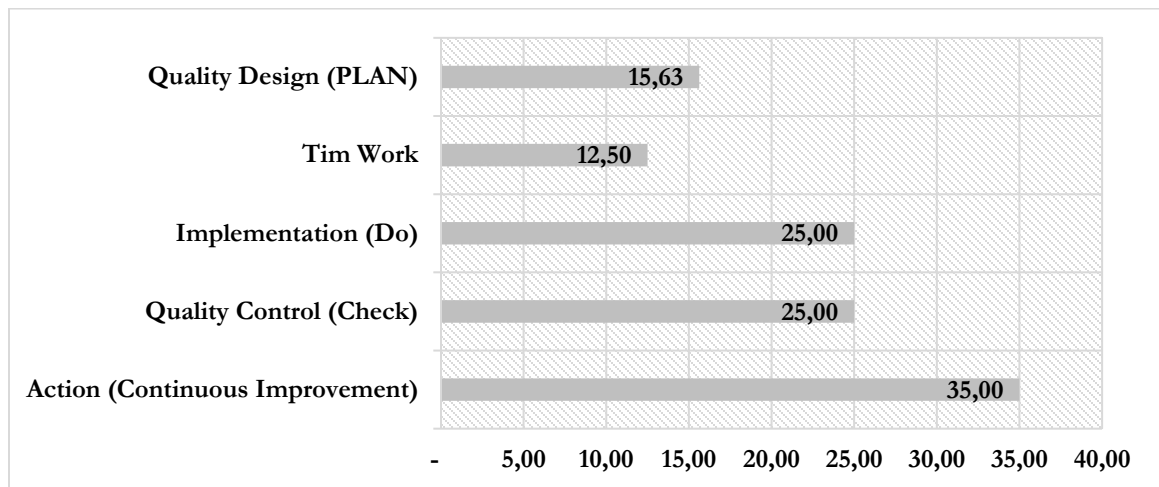 Quality Design (PLAN)
15,63
Tim Work
12,50
Implementation (Do)
25,00
Quality Control (Check)
25,00
Action (Continuous Improvement)
35,00
- 5,00 10,00 15,00 20,00 25,00 30,00 35,00 40,00